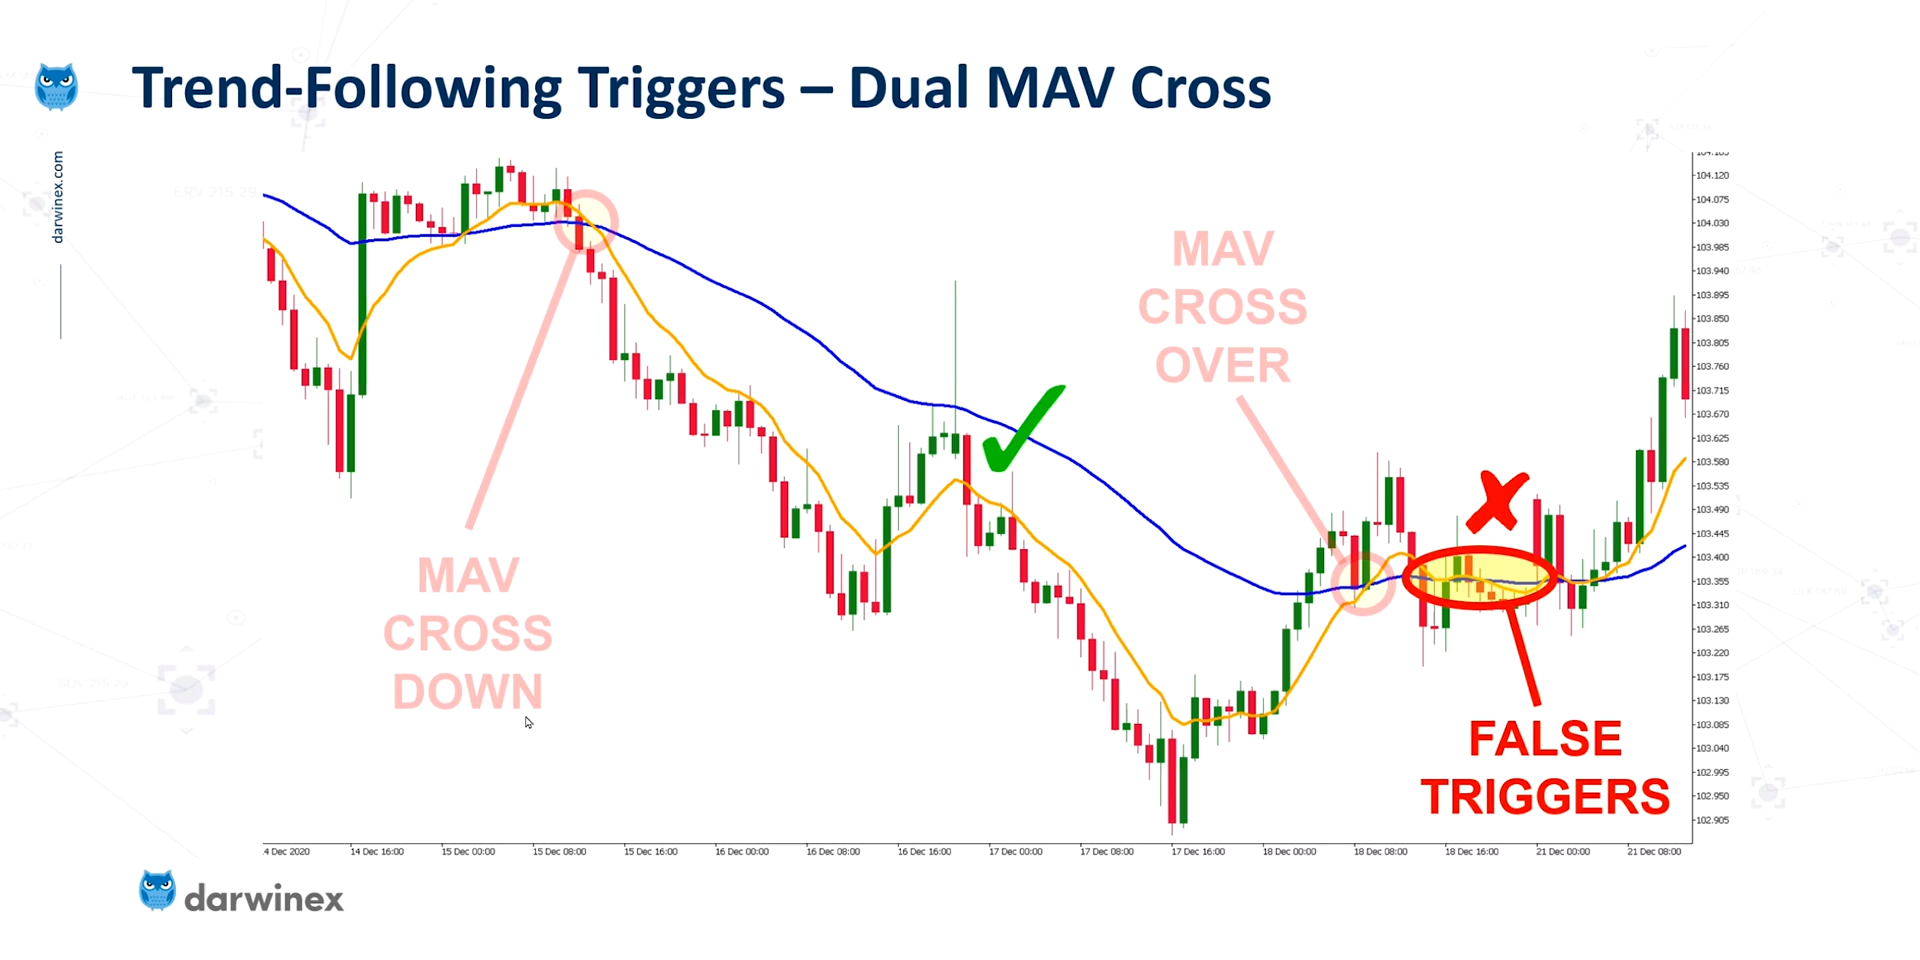 Trend-Following Triggers – Dual MAV Cross
darwinex.com
ERV 215 29
MAV
CROSS
DOWN
MAV
CROSS
OVER
FALSE
TRIGGERS
104.120
104.075
104.030
103.985
103.940
103.895
103.850
103.805
103.760
103.715
103.670
103.625
103.580
103.535
103.490
103.445
103.400
103.355
103.310
103.265
103.220
103.175
103.130
103.085
103.040
102.995
102.950
102.905
4 Dec 2020
14 Dec 16:00
15 Dec 00:00
15 Dec 08:00
15 Dec 16:00
16 Dec 00:00
16 Dec 08:00
16 Dec 16:00
17 Dec 00:00
17 Dec 08:00
17 Dec 16:00
18 Dec 00:00
18 Dec 08:00
18 Dec 16:00
21 Dec 00:00
21 Dec 08:00
darwinex